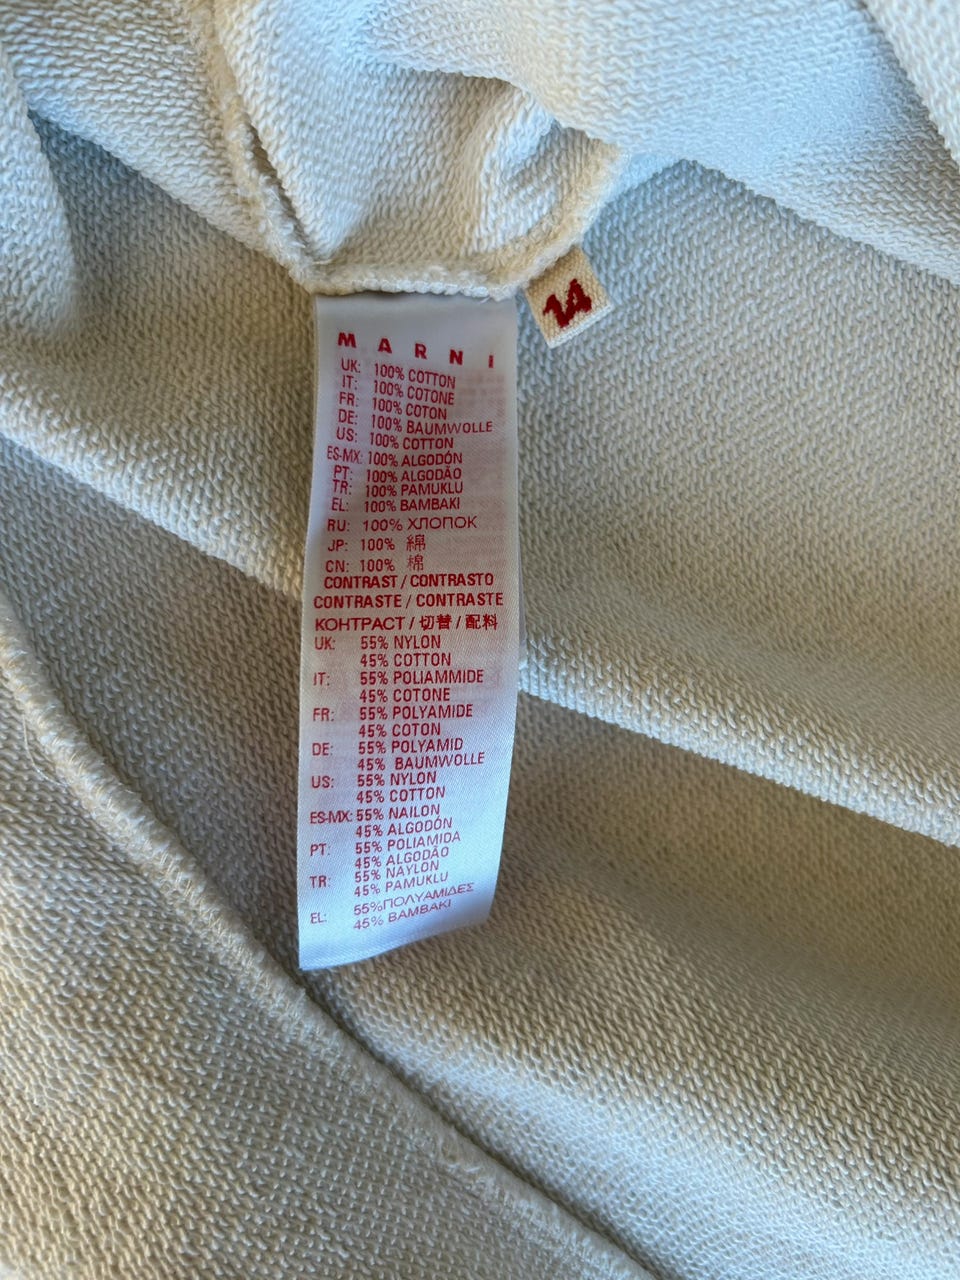 14
MARNI
UK: 100% COTTON
IT: 100% COTONE
FR: 100% COTON
DE: 100% BAUMWOLLE
US: 100% COTTON
ES-MX: 100% ALGODÓN
PT: 100% ALGODÃO
TR: 100% PAMUKLU
EL: 100% BAMBAKI
RU: 100% ХЛОПОК
JP: 100% 綿
CN: 100% 棉
CONTRAST / CONTRASTO
CONTRASTE / CONTRASTE
КОНТРАСТ / 切替 / 配料
UK: 55% NYLON
45% COTTON
IT: 55% POLIAMMIDE
45% COTONE
FR: 55% POLYAMIDE
45% COTON
DE: 55% POLYAMID
45% BAUMWOLLE
US: 55% NYLON
45% COTTON
ES-MX: 55% NAILON
45% ALGODÓN
PT: 55% POLIAMIDA
45% ALGODÃO
TR: 55% NAYLON
45% PAMUKLU
EL: 55%ΠΟΛΥΑΜΙΔΕΣ
45% BAMBAKI